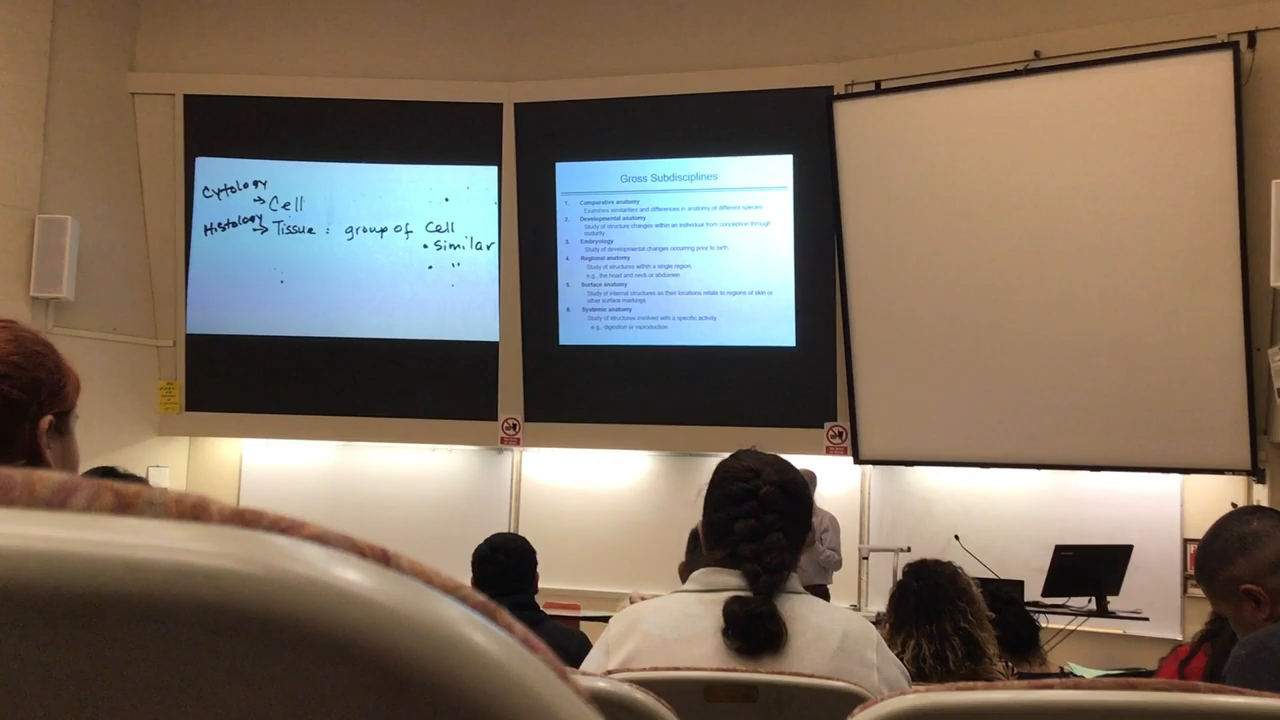 Cytology
→ Cell
Histology
→ Tissue : group of Cell
• similar
Gross Subdisciplines
1. Comparative anatomy
Examines similarities and differences in anatomy of different species
2. Developmental anatomy
Study of structure changes within an individual from conception through
maturity
3. Embryology
Study of developmental changes occurring prior to birth.
4. Regional anatomy
Study of structures within a single region
e.g., the head and neck or abdomen
5. Surface anatomy
Study of internal structures as their locations relate to regions of skin or
other surface markings
6. Systemic anatomy
Study of structures involved with a specific activity
e.g., digestion or reproduction